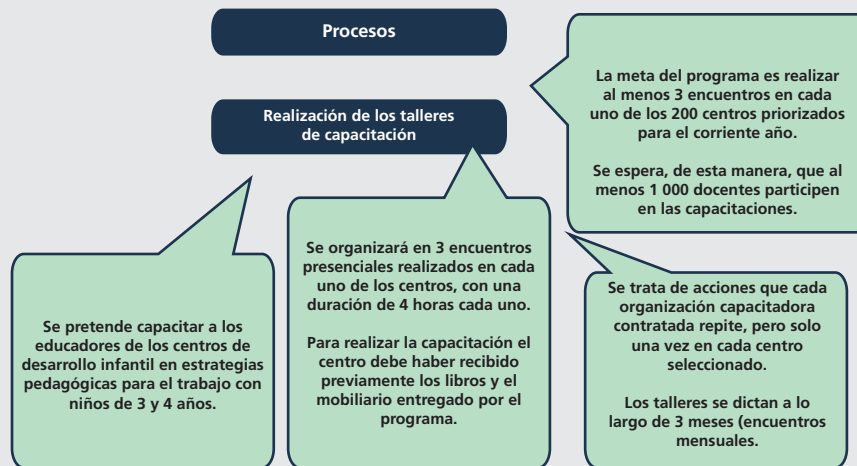 Procesos
Realización de los talleres
de capacitación
La meta del programa es realizar
al menos 3 encuentros en cada
uno de los 200 centros priorizados
para el corriente año.
Se espera, de esta manera, que al
menos 1 000 docentes participen
en las capacitaciones.
Se pretende capacitar a los
educadores de los centros de
desarrollo infantil en estrategias
pedagógicas para el trabajo con
niños de 3 y 4 años.
Se organizará en 3 encuentros
presenciales realizados en cada
uno de los centros, con una
duración de 4 horas cada uno.
Para realizar la capacitación el
centro debe haber recibido
previamente los libros y el
mobiliario entregado por el
programa.
Se trata de acciones que cada
organización capacitadora
contratada repite, pero solo
una vez en cada centro
seleccionado.
Los talleres se dictan a lo
largo de 3 meses (encuentros
mensuales.